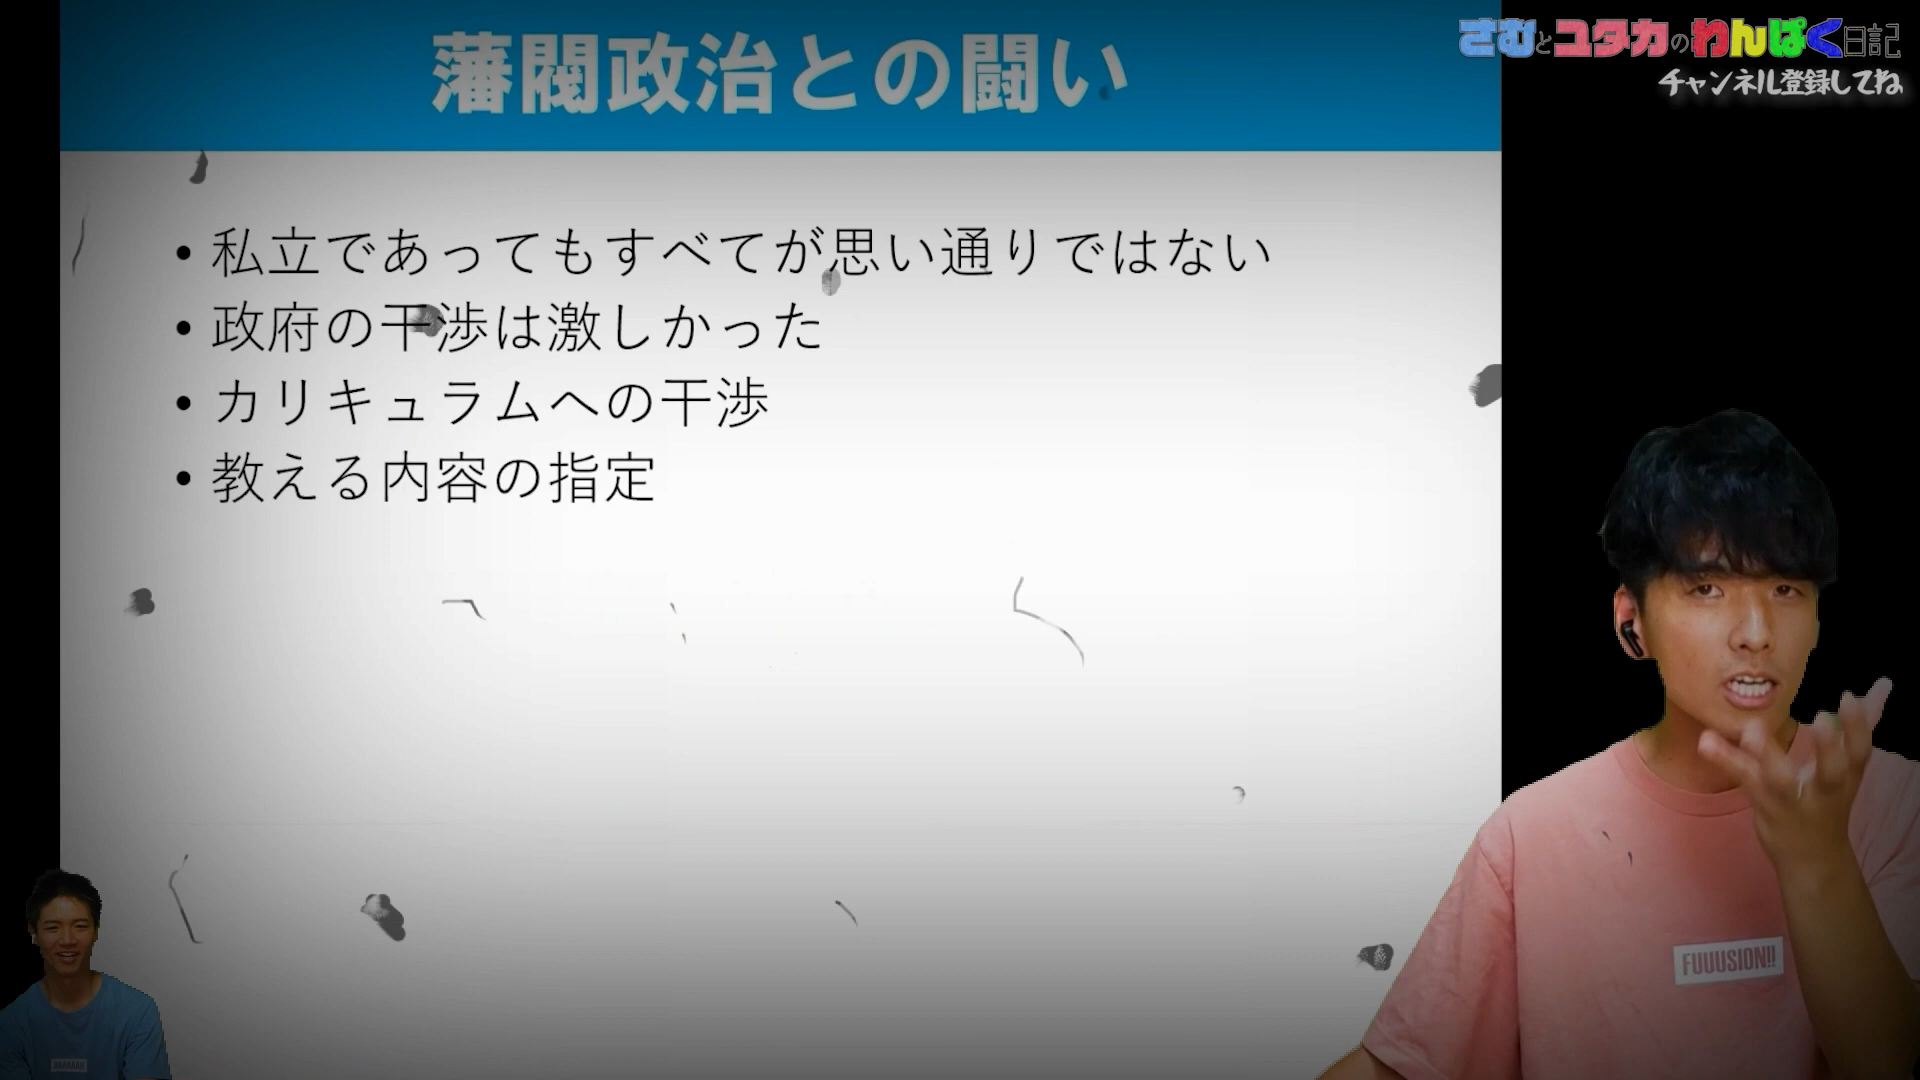 藩閥政治との闘い
さむとユタカのわんぱく日記
チャンネル登録してね
• 私立であってもすべてが思い通りではない
• 政府の干渉は激しかった
• カリキュラムへの干渉
• 教える内容の指定
FUUUSION!!